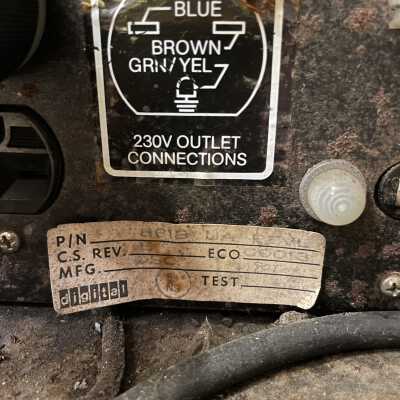 BLUE
BROWN
GRN/YEL
230V OUTLET
CONNECTIONS
P/N
C.S. REV. ECO
MFG. TEST
digital